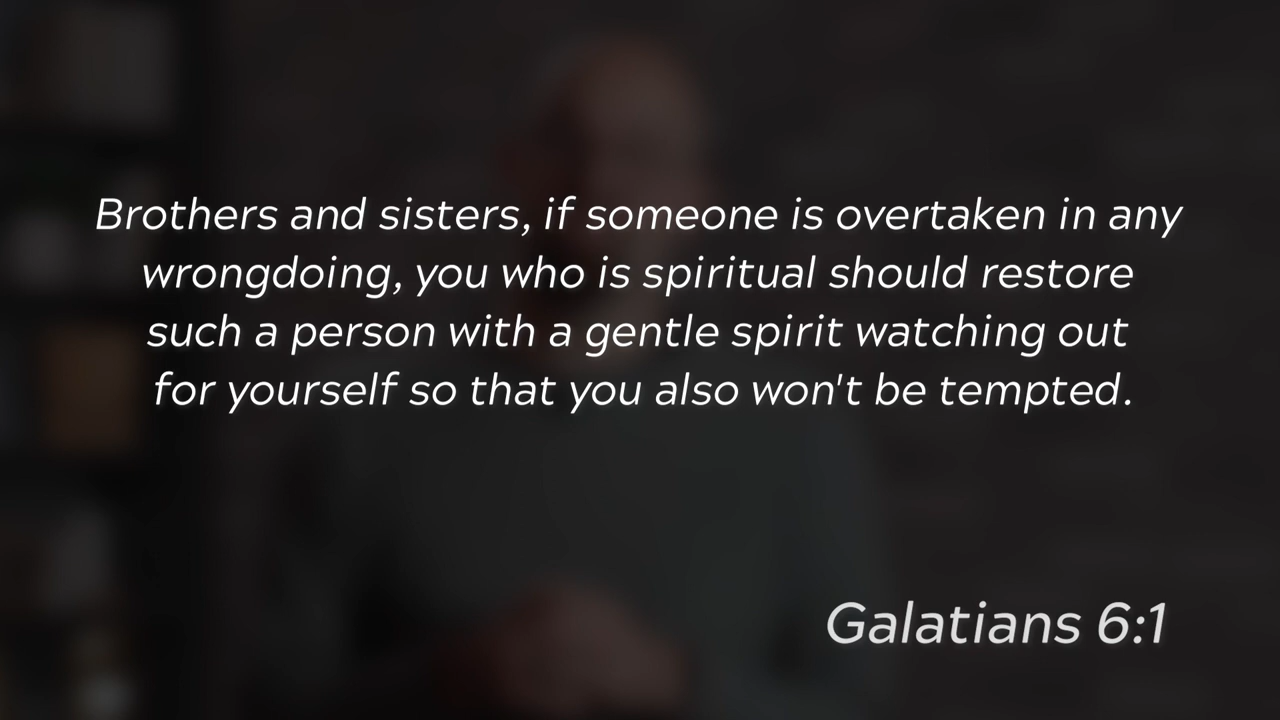 Brothers and sisters, if someone is overtaken in any
wrongdoing, you who is spiritual should restore
such a person with a gentle spirit watching out
for yourself so that you also won't be tempted.
Galatians 6:1